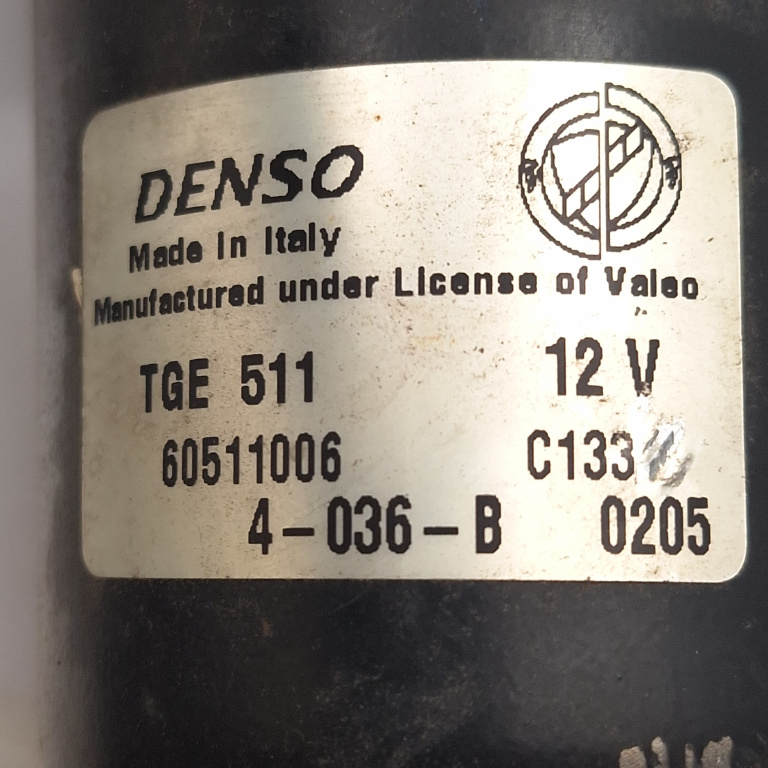 DENSO
Made in Italy
Manufactured under License of Valeo
TGE 511 12 V
60511006 C133
4-036-B 0205